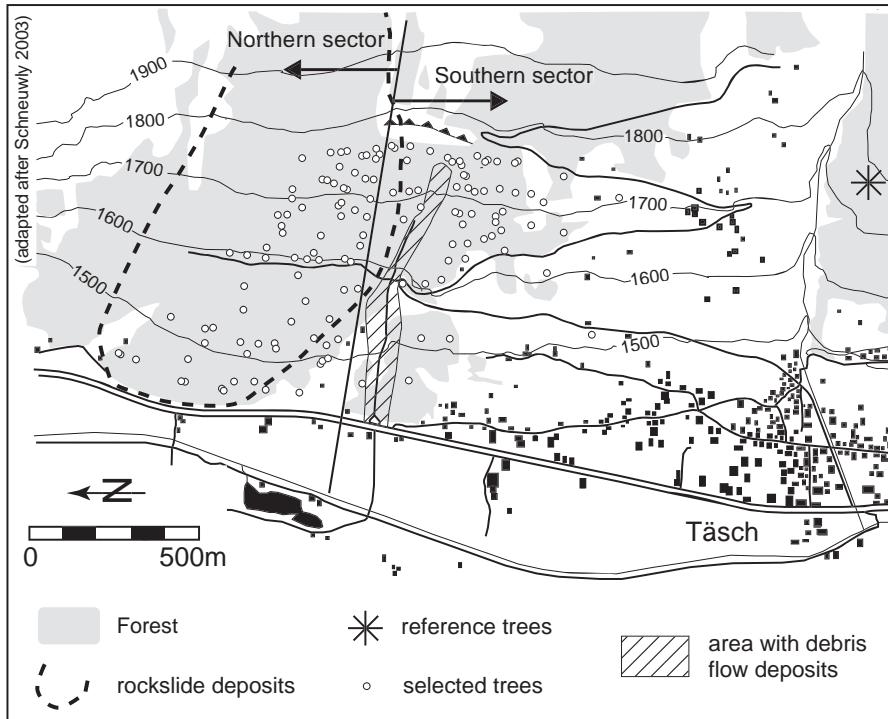 (adapted after Schneuwly 2003)
Northern sector
Southern sector
1900
1800
1700
1600
1500
1800
1700
1600
1500
N
Täsch
0 500m
Forest
reference trees
area with debris
flow deposits
rockslide deposits
selected trees